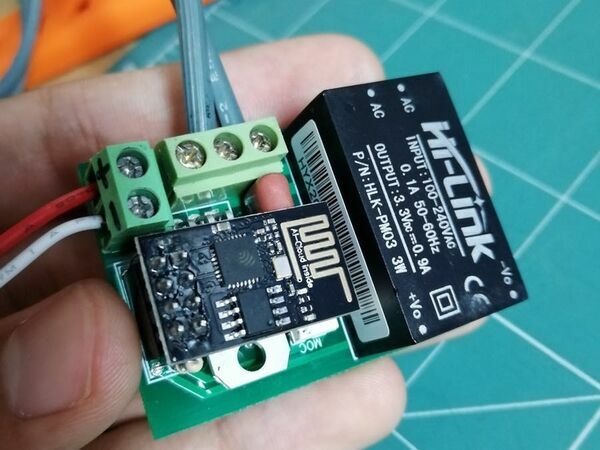 AC
AC
Hi-Link
INPUT:100-240VAC
0.1A 50-60Hz
OUTPUT:3.3V⎓0.9A
P/N:HLK-PM03 3W
-Vo
+Vo
CE
+
-
AI-Cloud inside
MOC